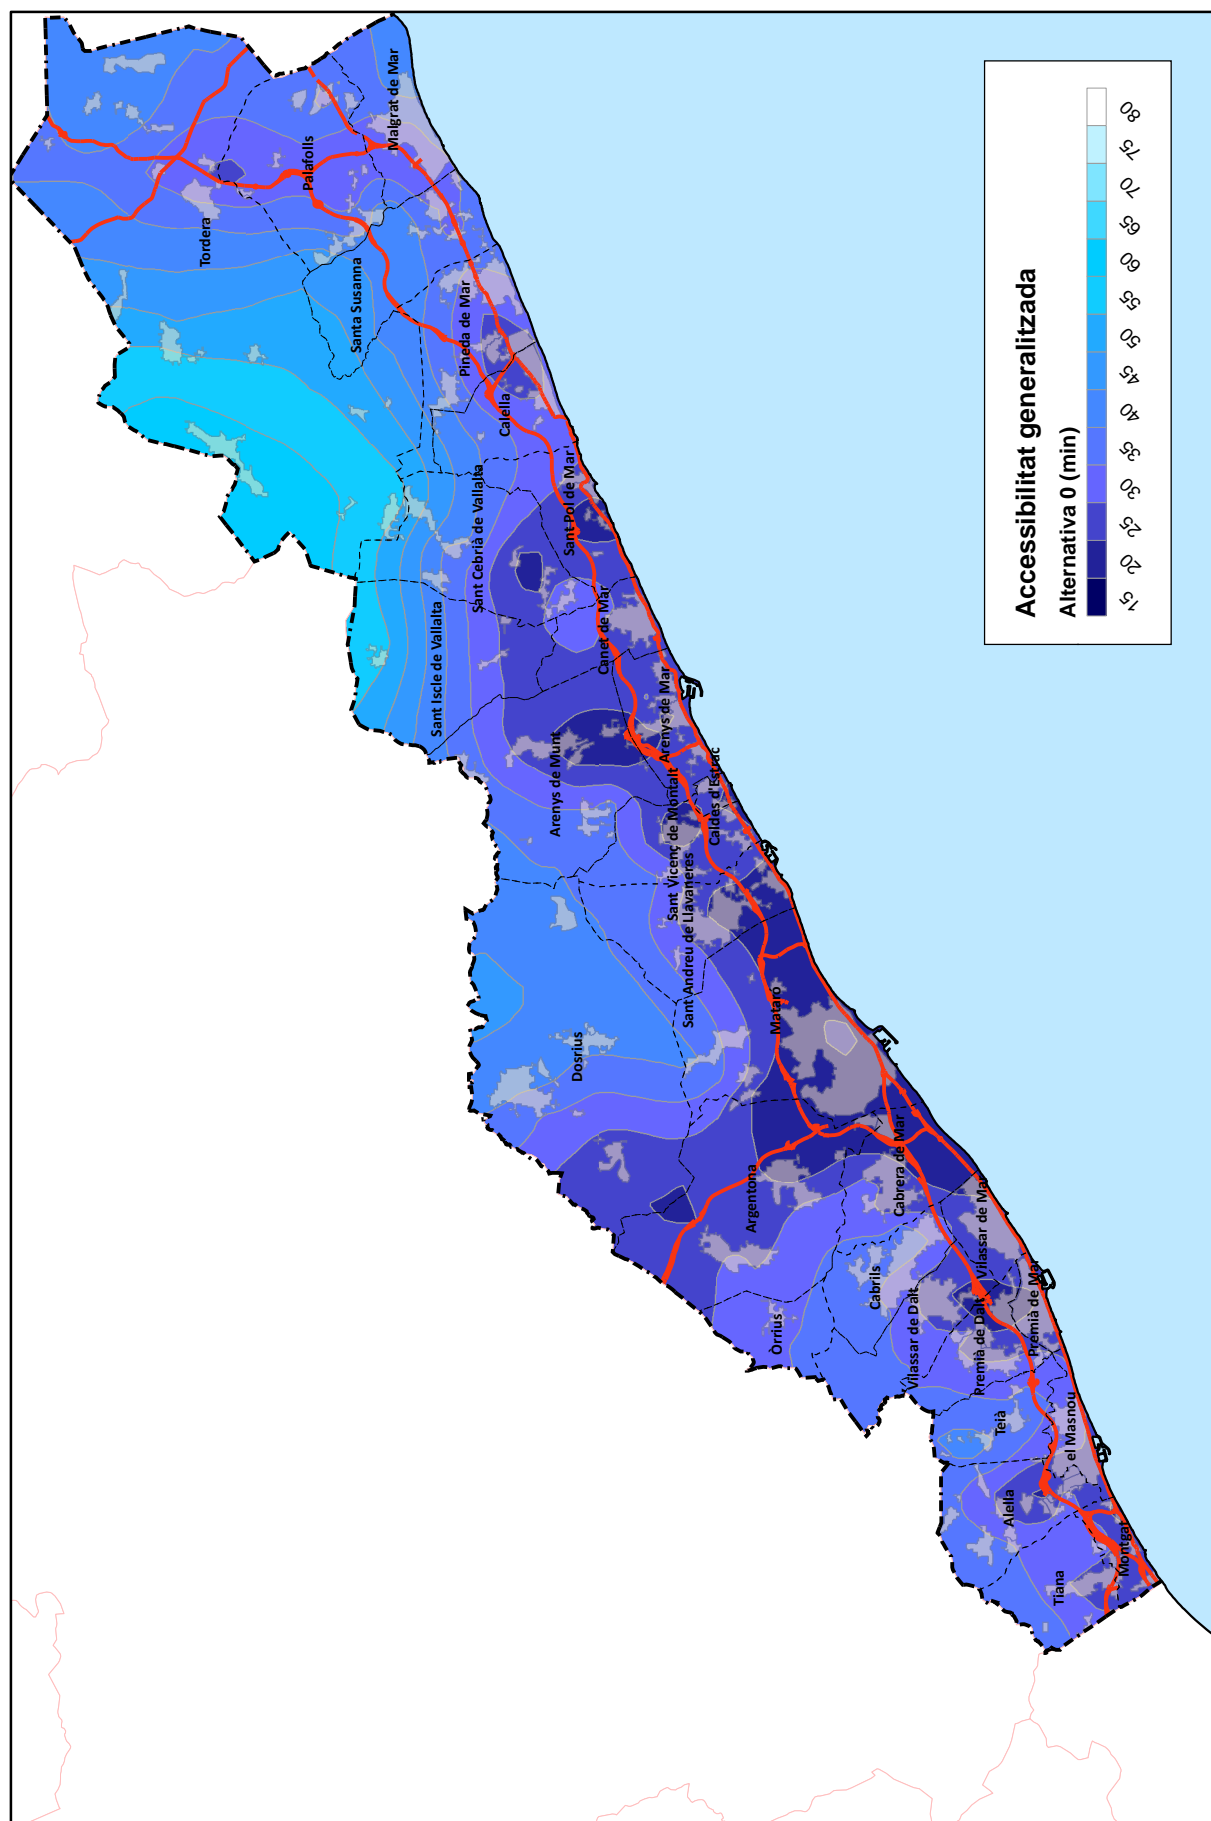 Tordera
Palafolls
Malgrat de Mar
Santa Susanna
Pineda de Mar
Calella
Sant Pol de Mar
Sant Cebrià de Vallalta
Sant Iscle de Vallalta
Canet de Mar
Arenys de Mar
Arenys de Munt
Caldes d'Estrac
Sant Vicenç de Montalt
Sant Andreu de Llavaneres
Mataró
Dosrius
Argentona
Cabrera de Mar
Vilassar de Mar
Cabrils
Òrrius
Vilassar de Dalt
Premià de Dalt
Premià de Mar
Teià
el Masnou
Alella
Tiana
Montgat
Accessibilitat generalitzada
Alternativa 0 (min)
15 20 25 30 35 40 45 50 55 60 65 70 75 80